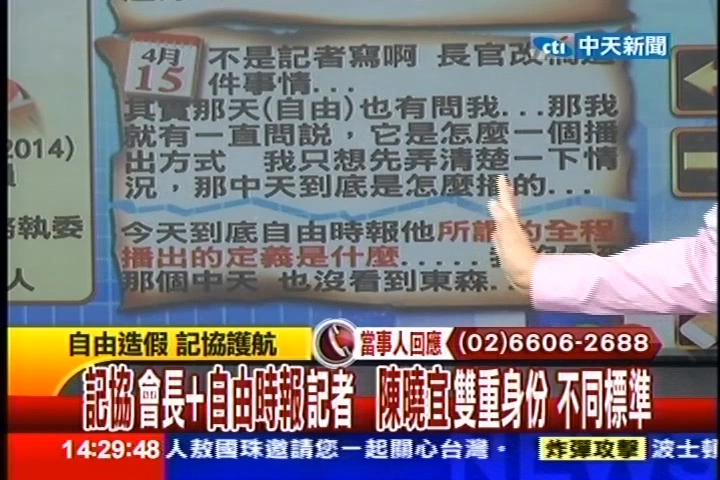 cti 中天新聞
4月
15
不是記者寫啊 長官改稿這
件事情...
其實那天(自由)也有問我...那我
就有一直問說，它是怎麼一個播
出方式 我只想先弄清楚一下情
況，那中天到底是怎麼播的...
2014)
務執委
人
今天到底自由時報他所謂的全程
播出的定義是什麼......
那個中天 也沒看到東森...
自由造假 記協護航
當事人回應 (02)6606-2688
記協會長+自由時報記者 陳曉宜雙重身份 不同標準
14:29:48 人敖國珠邀請您一起關心台灣。 炸彈攻擊 波士頓